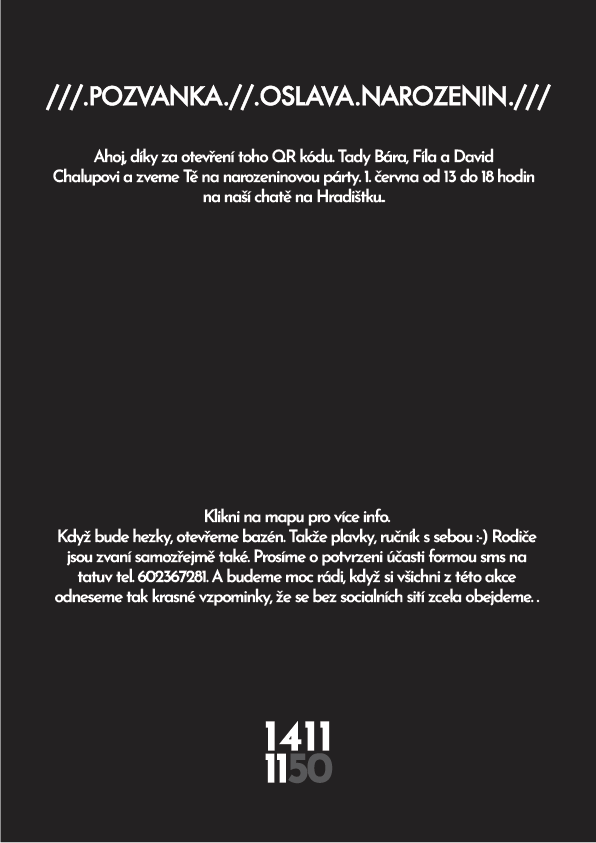 ///.POZVANKA.//.OSLAVA.NAROZENIN.///
Ahoj, díky za otevření toho QR kódu. Tady Bára, Fíla a David
Chalupovi a zveme Tě na narozeninovou párty. 1. června od 13 do 18 hodin
na naší chatě na Hradištku..
Klikni na mapu pro více info.
Když bude hezky, otevřeme bazén. Takže plavky, ručník s sebou :-) Rodiče
jsou zvaní samozřejmě také. Prosíme o potvrzeni účasti formou sms na
tatuv tel. 602367281. A budeme moc rádi, když si všichni z této akce
odneseme tak krasné vzpominky, že se bez socialních sití zcela obejdeme. .
1411
1150